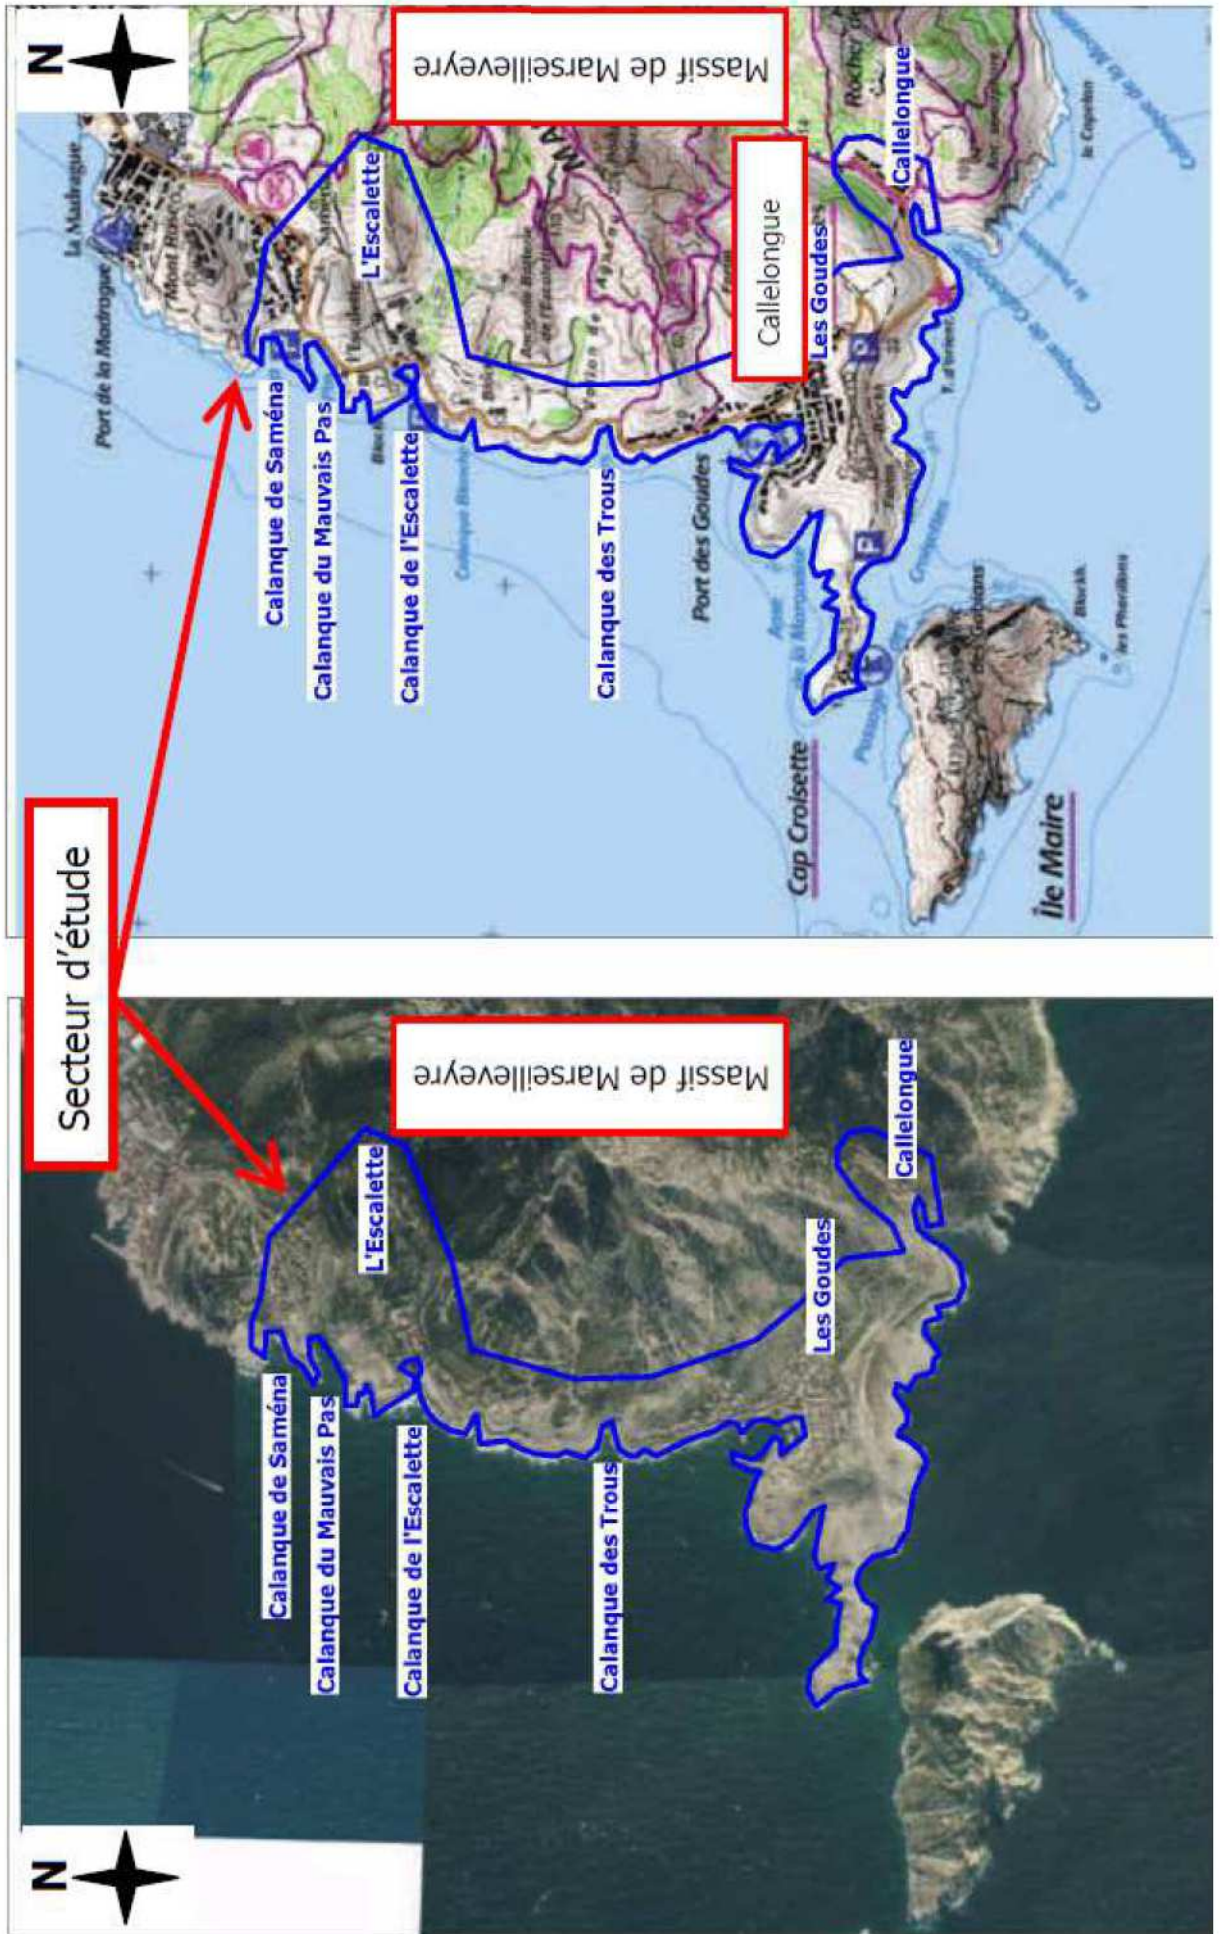 Secteur d'étude
N
Massif de Marseilleveyre
L'Escalette
Callelongue
Les Goudes
Calanque de Saména
Calanque du Mauvais Pas
Calanque de l'Escalette
Calanque des Trous
N
Massif de Marseilleveyre
L'Escalette
Callelongue
Callelongue
Les Goudes
Calanque de Saména
Calanque du Mauvais Pas
Calanque de l'Escalette
Calanque des Trous
La Madrague
Port de la Madrague
Mont Rose
Port des Goudes
Cap Croisette
Île Maire
les Pharillons
Blockh.